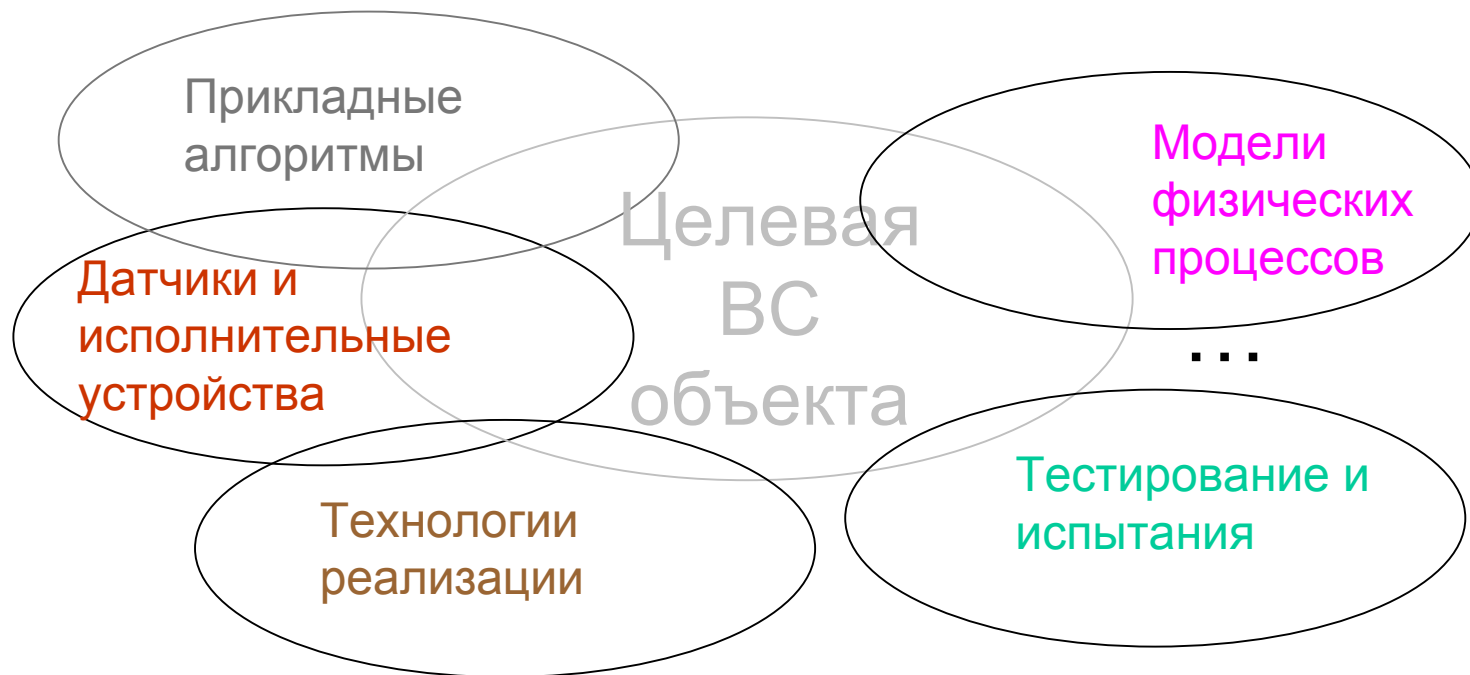 Прикладные
алгоритмы
Датчики и
исполнительные
устройства
Технологии
реализации
Целевая
ВС
объекта
Модели
физических
процессов
...
Тестирование и
испытания